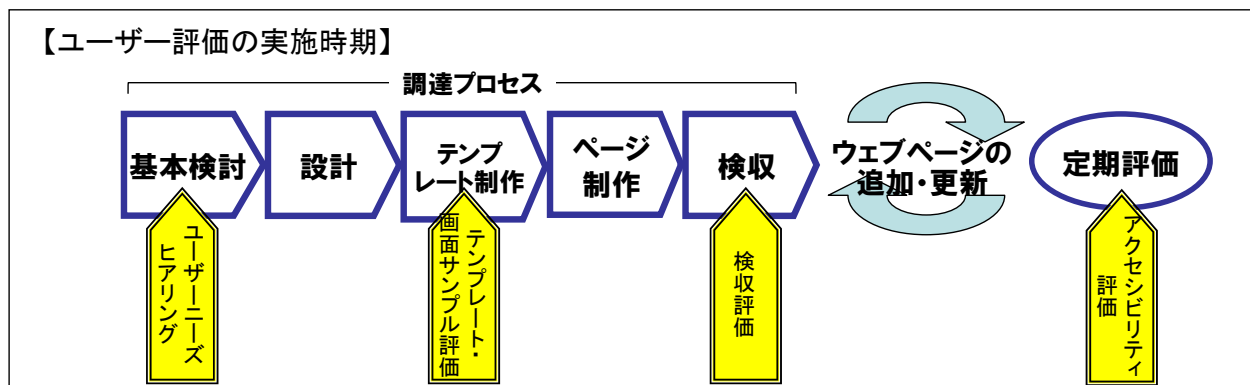 【ユーザー評価の実施時期】
調達プロセス
基本検討
設計
テンプ
レート制作
ページ
制作
検収
ウェブページの
追加・更新
定期評価
ユーザーニーズ
ヒアリング
テンプレート・
画面サンプル評価
検収評価
アクセシビリティ
評価